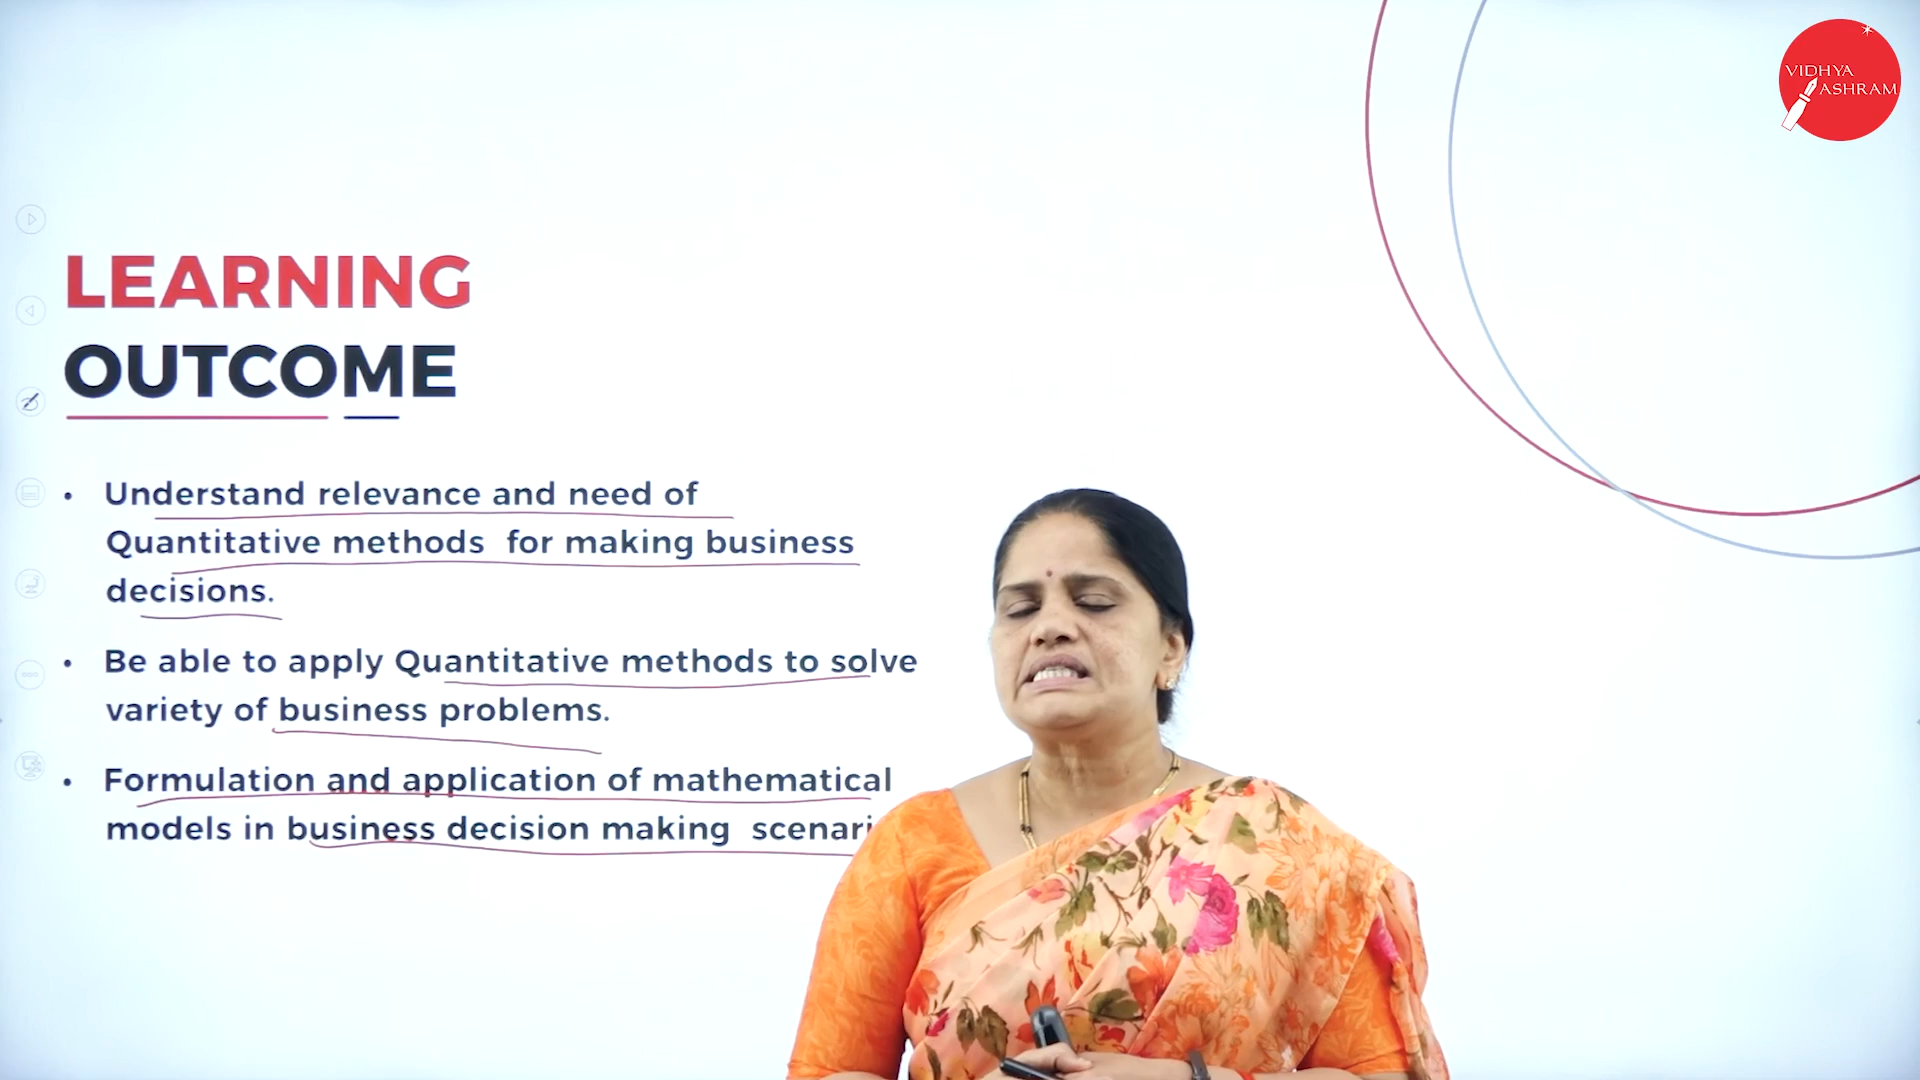 VIDHYA
ASHRAM
LEARNING
OUTCOME
• Understand relevance and need of
Quantitative methods for making business
decisions.
• Be able to apply Quantitative methods to solve
variety of business problems.
• Formulation and application of mathematical
models in business decision making scenari